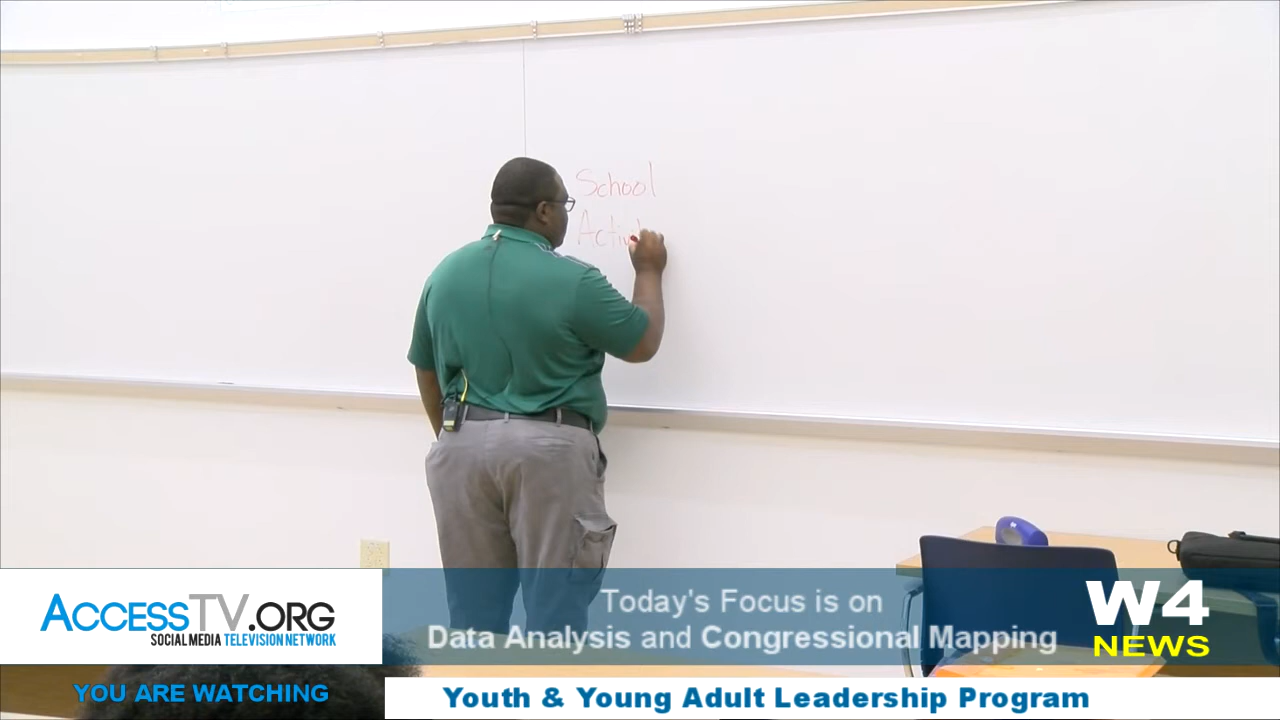 School
ACCESSTV.ORG
SOCIAL MEDIA TELEVISION NETWORK
Today's Focus is on
Data Analysis and Congressional Mapping
W4
NEWS
YOU ARE WATCHING
Youth & Young Adult Leadership Program